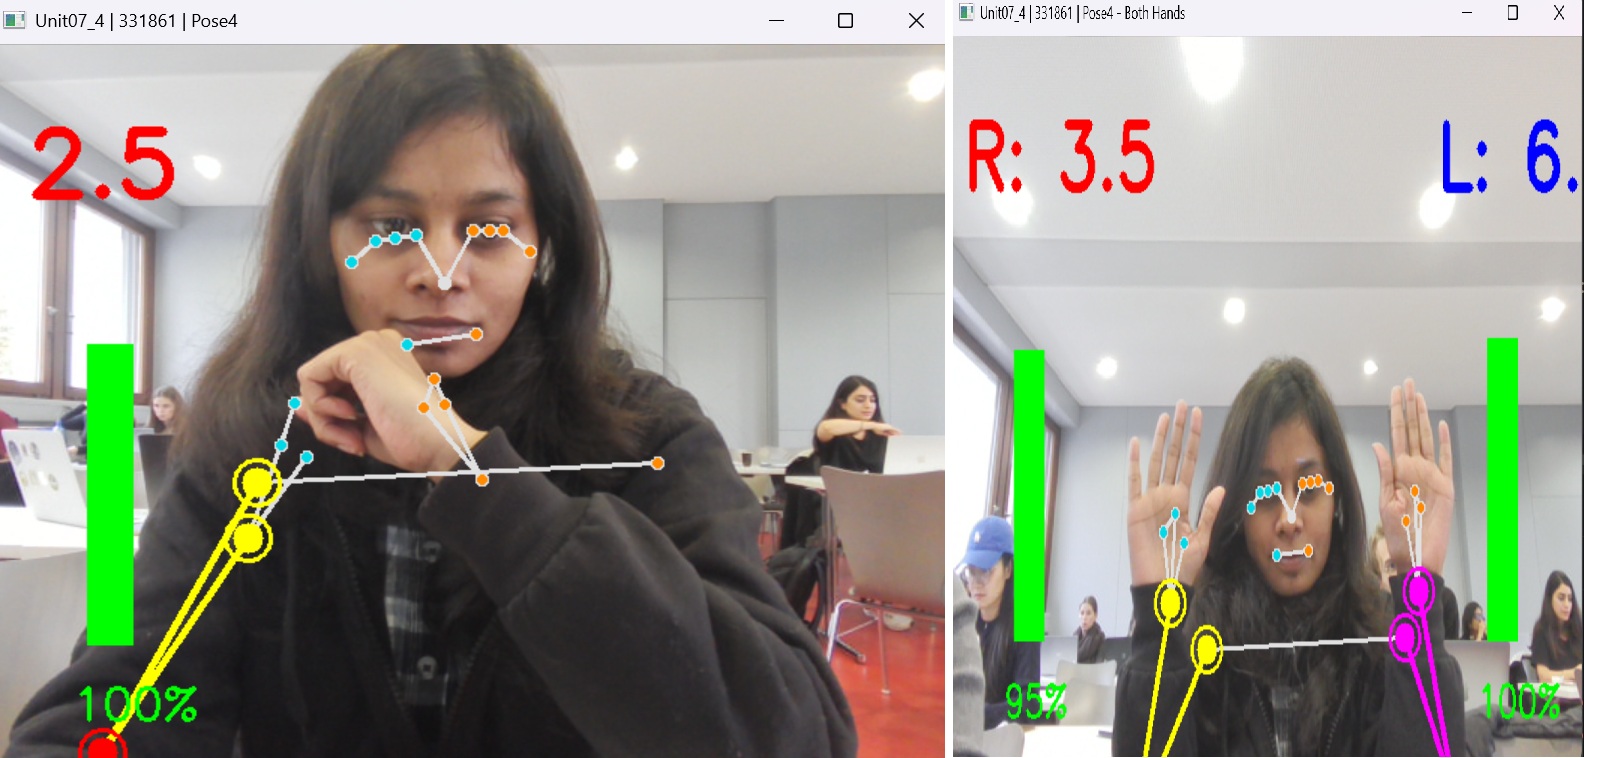 Unit07_4 | 331861 | Pose4
2.5
100%
Unit07_4 | 331861 | Pose4 - Both Hands
R: 3.5
L: 6.
95%
100%